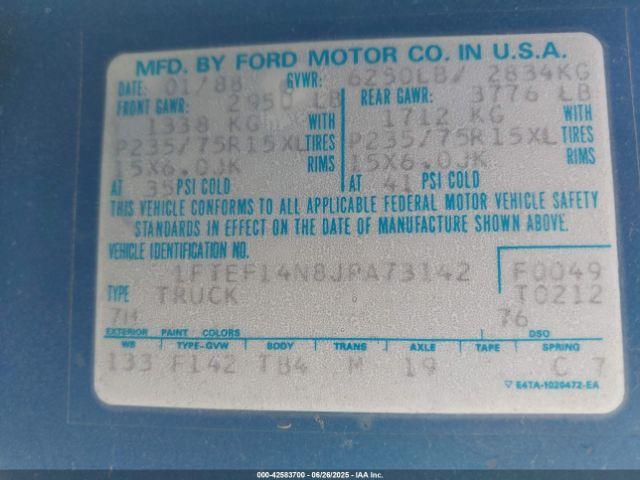 MFD. BY FORD MOTOR CO. IN U.S.A.
DATE: 01/88 GVWR: 6250LB/ 2834KG
FRONT GAWR: 2950 LB REAR GAWR: 3776 LB
1338 KG WITH 1712 KG WITH
P235/75R15XL TIRES P235/75R15XL TIRES
15X6.0JK RIMS 15X6.0JK RIMS
AT 35 PSI COLD AT 41 PSI COLD
THIS VEHICLE CONFORMS TO ALL APPLICABLE FEDERAL MOTOR VEHICLE SAFETY
STANDARDS IN EFFECT ON THE DATE OF MANUFACTURE SHOWN ABOVE.
VEHICLE IDENTIFICATION NO.
1FTEF14N8JPA73142 F0049
TYPE TRUCK T0212
7H 76
EXTERIOR PAINT COLORS DSO
WB TYPE-GVW BODY TRANS AXLE TAPE SPRING
133 F142 TB4 M 19 C 7
E4TA-1020472-EA
000-42583700 - 06/26/2025 - IAA Inc.